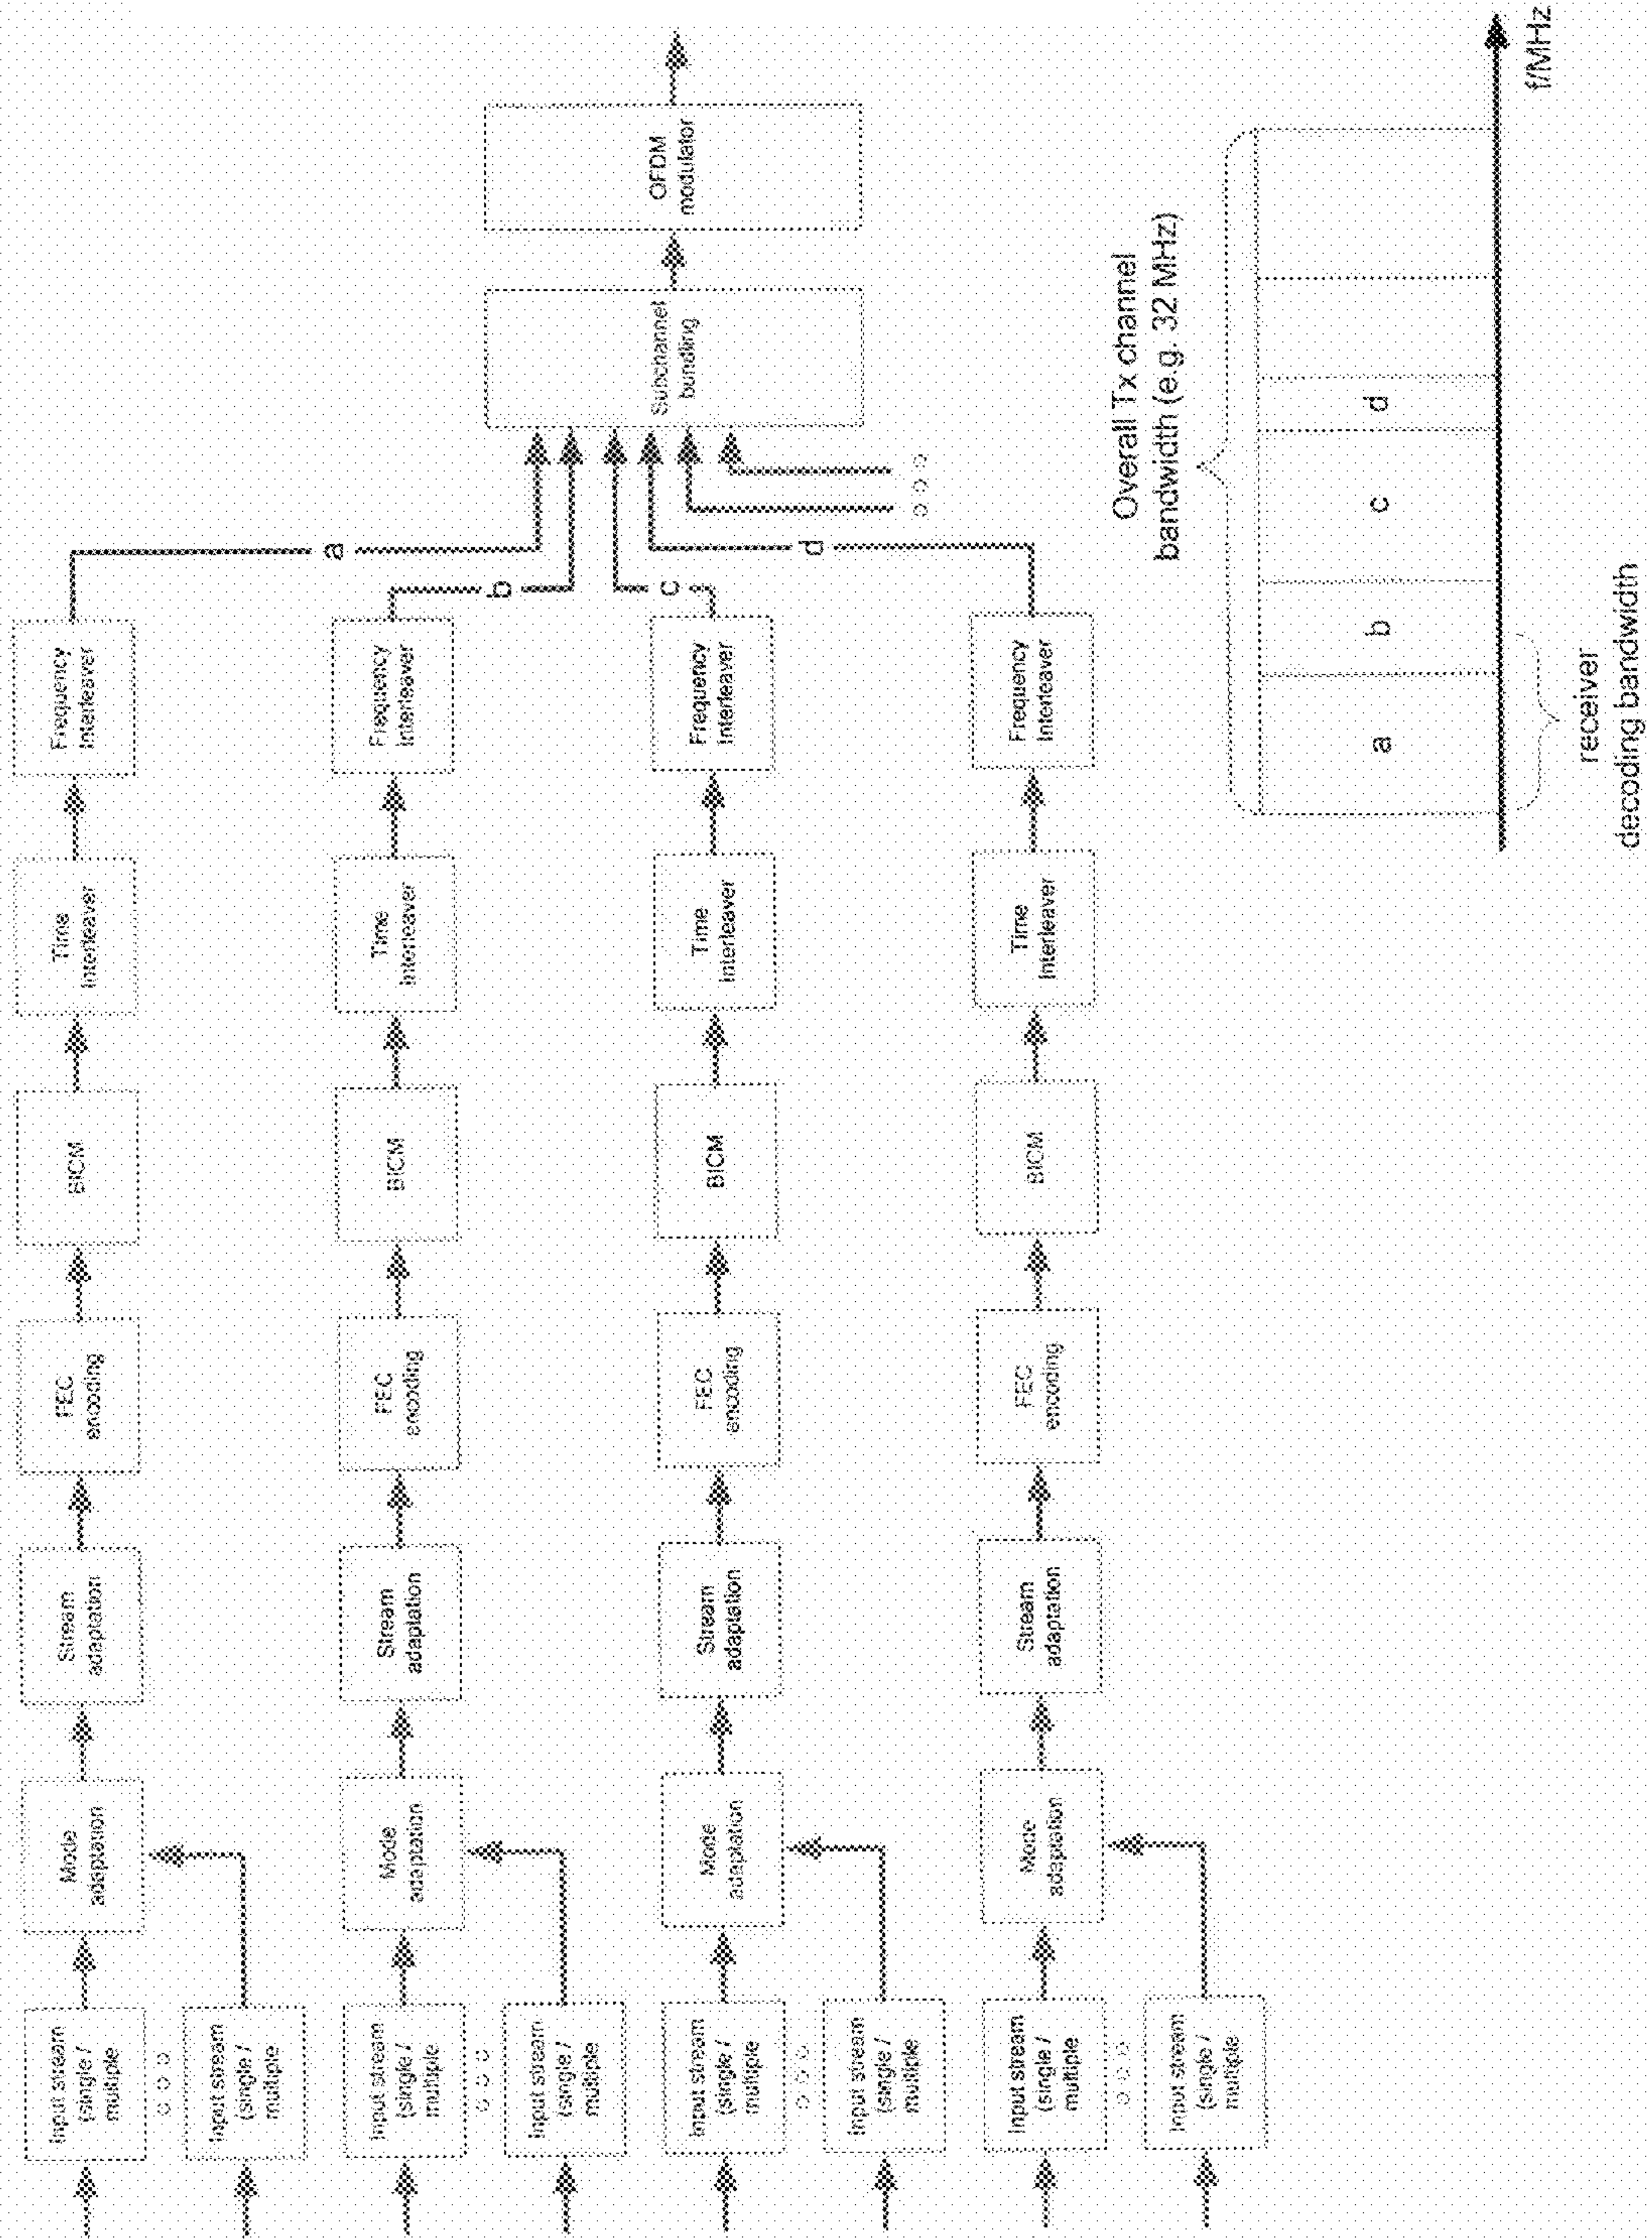 Input stream
(single /
multiple
Mode
adaptation
Stream
adaptation
FEC
encoding
BICM
Time
Interleaver
Frequency
Interleaver
a
Input stream
(single /
multiple
Input stream
(single /
multiple
Mode
adaptation
Stream
adaptation
FEC
encoding
BICM
Time
Interleaver
Frequency
Interleaver
b
Input stream
(single /
multiple
Subchannel
bundling
OFDM
modulator
Input stream
(single /
multiple
Mode
adaptation
Stream
adaptation
FEC
encoding
BICM
Time
Interleaver
Frequency
Interleaver
c
Input stream
(single /
multiple
d
Input stream
(single /
multiple
Mode
adaptation
Stream
adaptation
FEC
encoding
BICM
Time
Interleaver
Frequency
Interleaver
Input stream
(single /
multiple
Overall Tx channel
bandwidth (e.g. 32 MHz)
a
b
c
d
f/MHz
receiver
decoding bandwidth